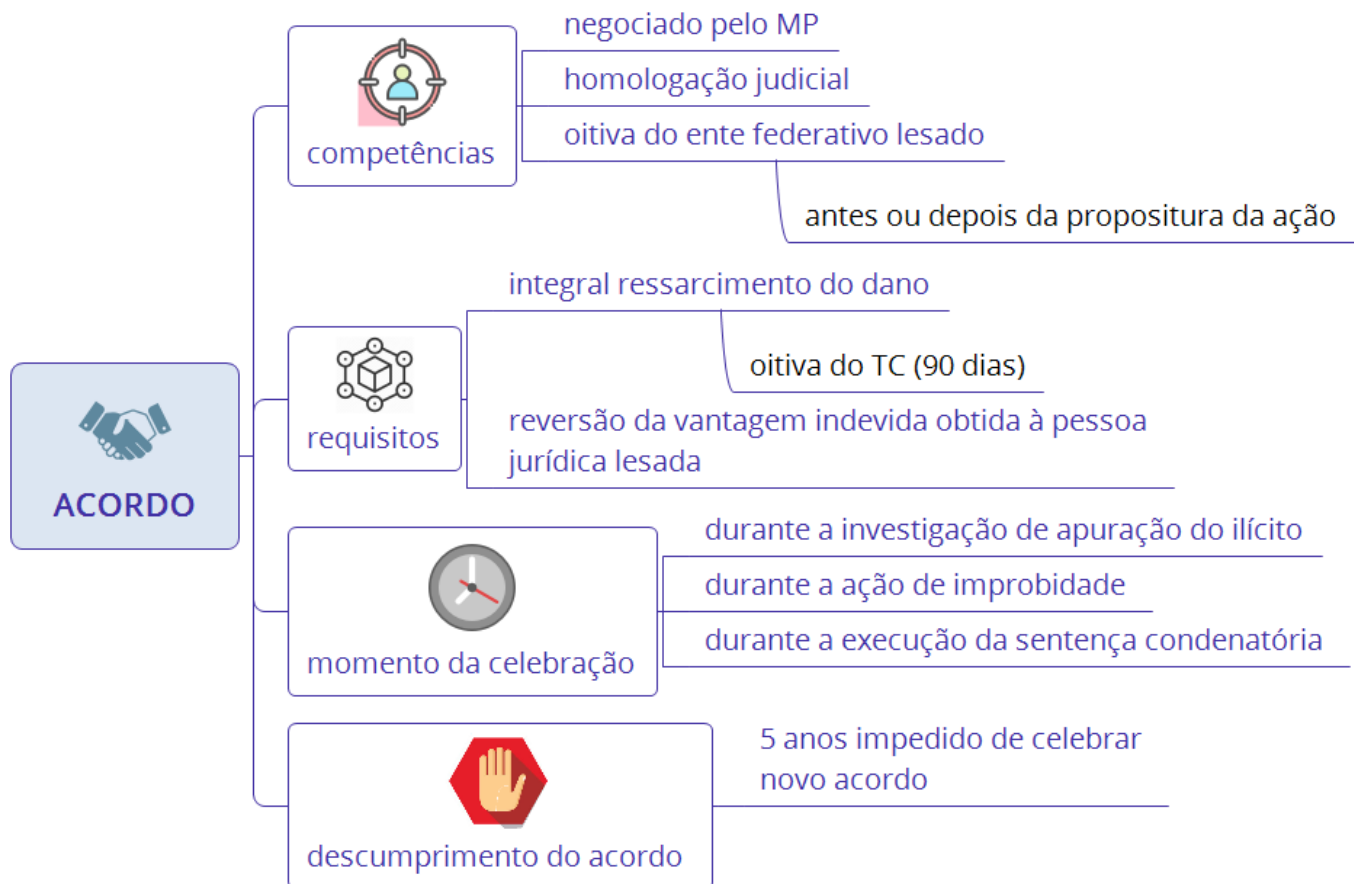 ACORDO
competências
negociado pelo MP
homologação judicial
oitiva do ente federativo lesado
antes ou depois da propositura da ação
requisitos
integral ressarcimento do dano
oitiva do TC (90 dias)
reversão da vantagem indevida obtida à pessoa
jurídica lesada
momento da celebração
durante a investigação de apuração do ilícito
durante a ação de improbidade
durante a execução da sentença condenatória
descumprimento do acordo
5 anos impedido de celebrar
novo acordo